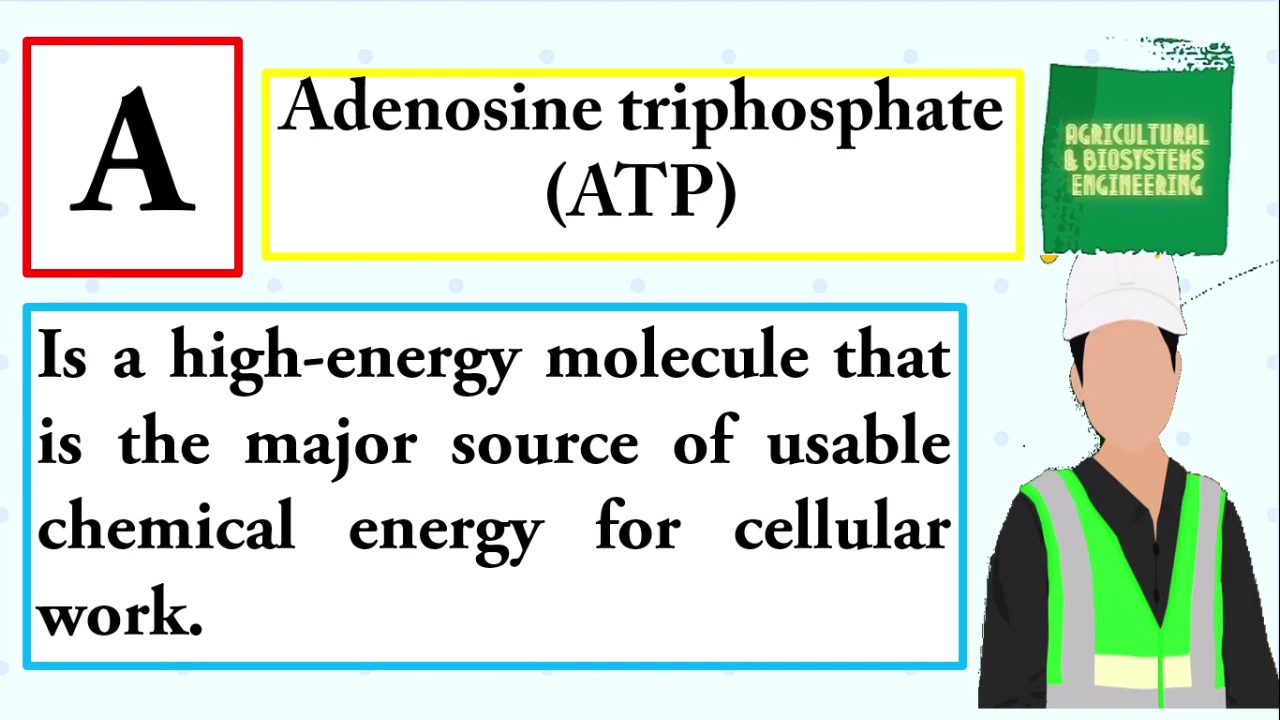 A
Adenosine triphosphate
(ATP)
AGRICULTURAL
& BIOSYSTEMS
ENGINEERING
Is a high-energy molecule that
is the major source of usable
chemical energy for cellular
work.